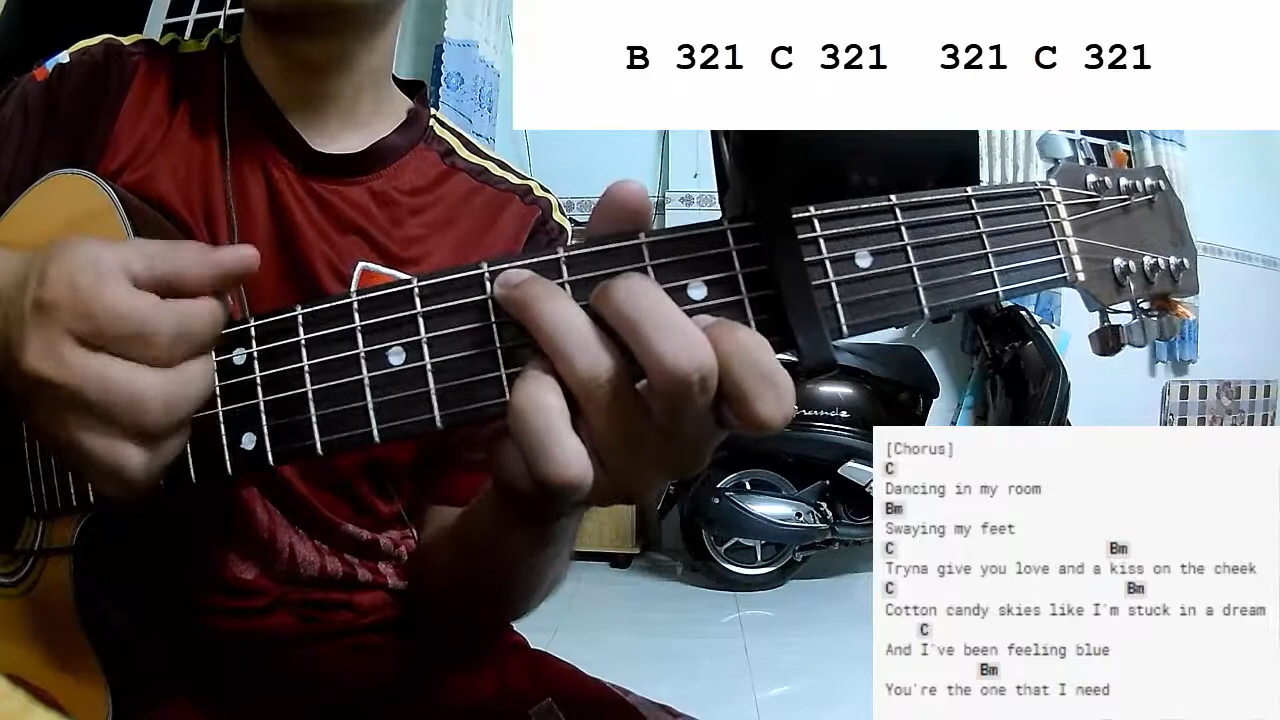 B 321 C 321 321 C 321
Grande
[Chorus]
C
Dancing in my room
Bm
Swaying my feet
C Bm
Tryna give you love and a kiss on the cheek
C Bm
Cotton candy skies like I'm stuck in a dream
C
And I've been feeling blue
Bm
You're the one that I need